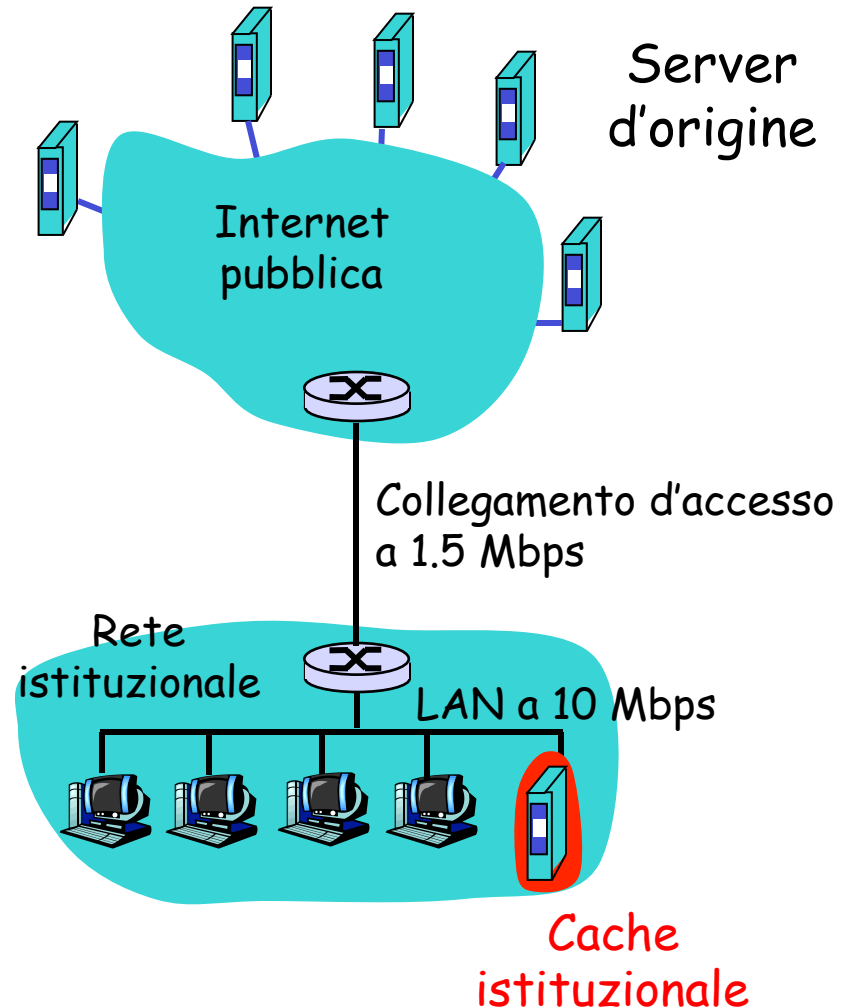 Server
d'origine
Internet
pubblica
Collegamento d'accesso
a 1.5 Mbps
Rete
istituzionale
LAN a 10 Mbps
Cache
istituzionale